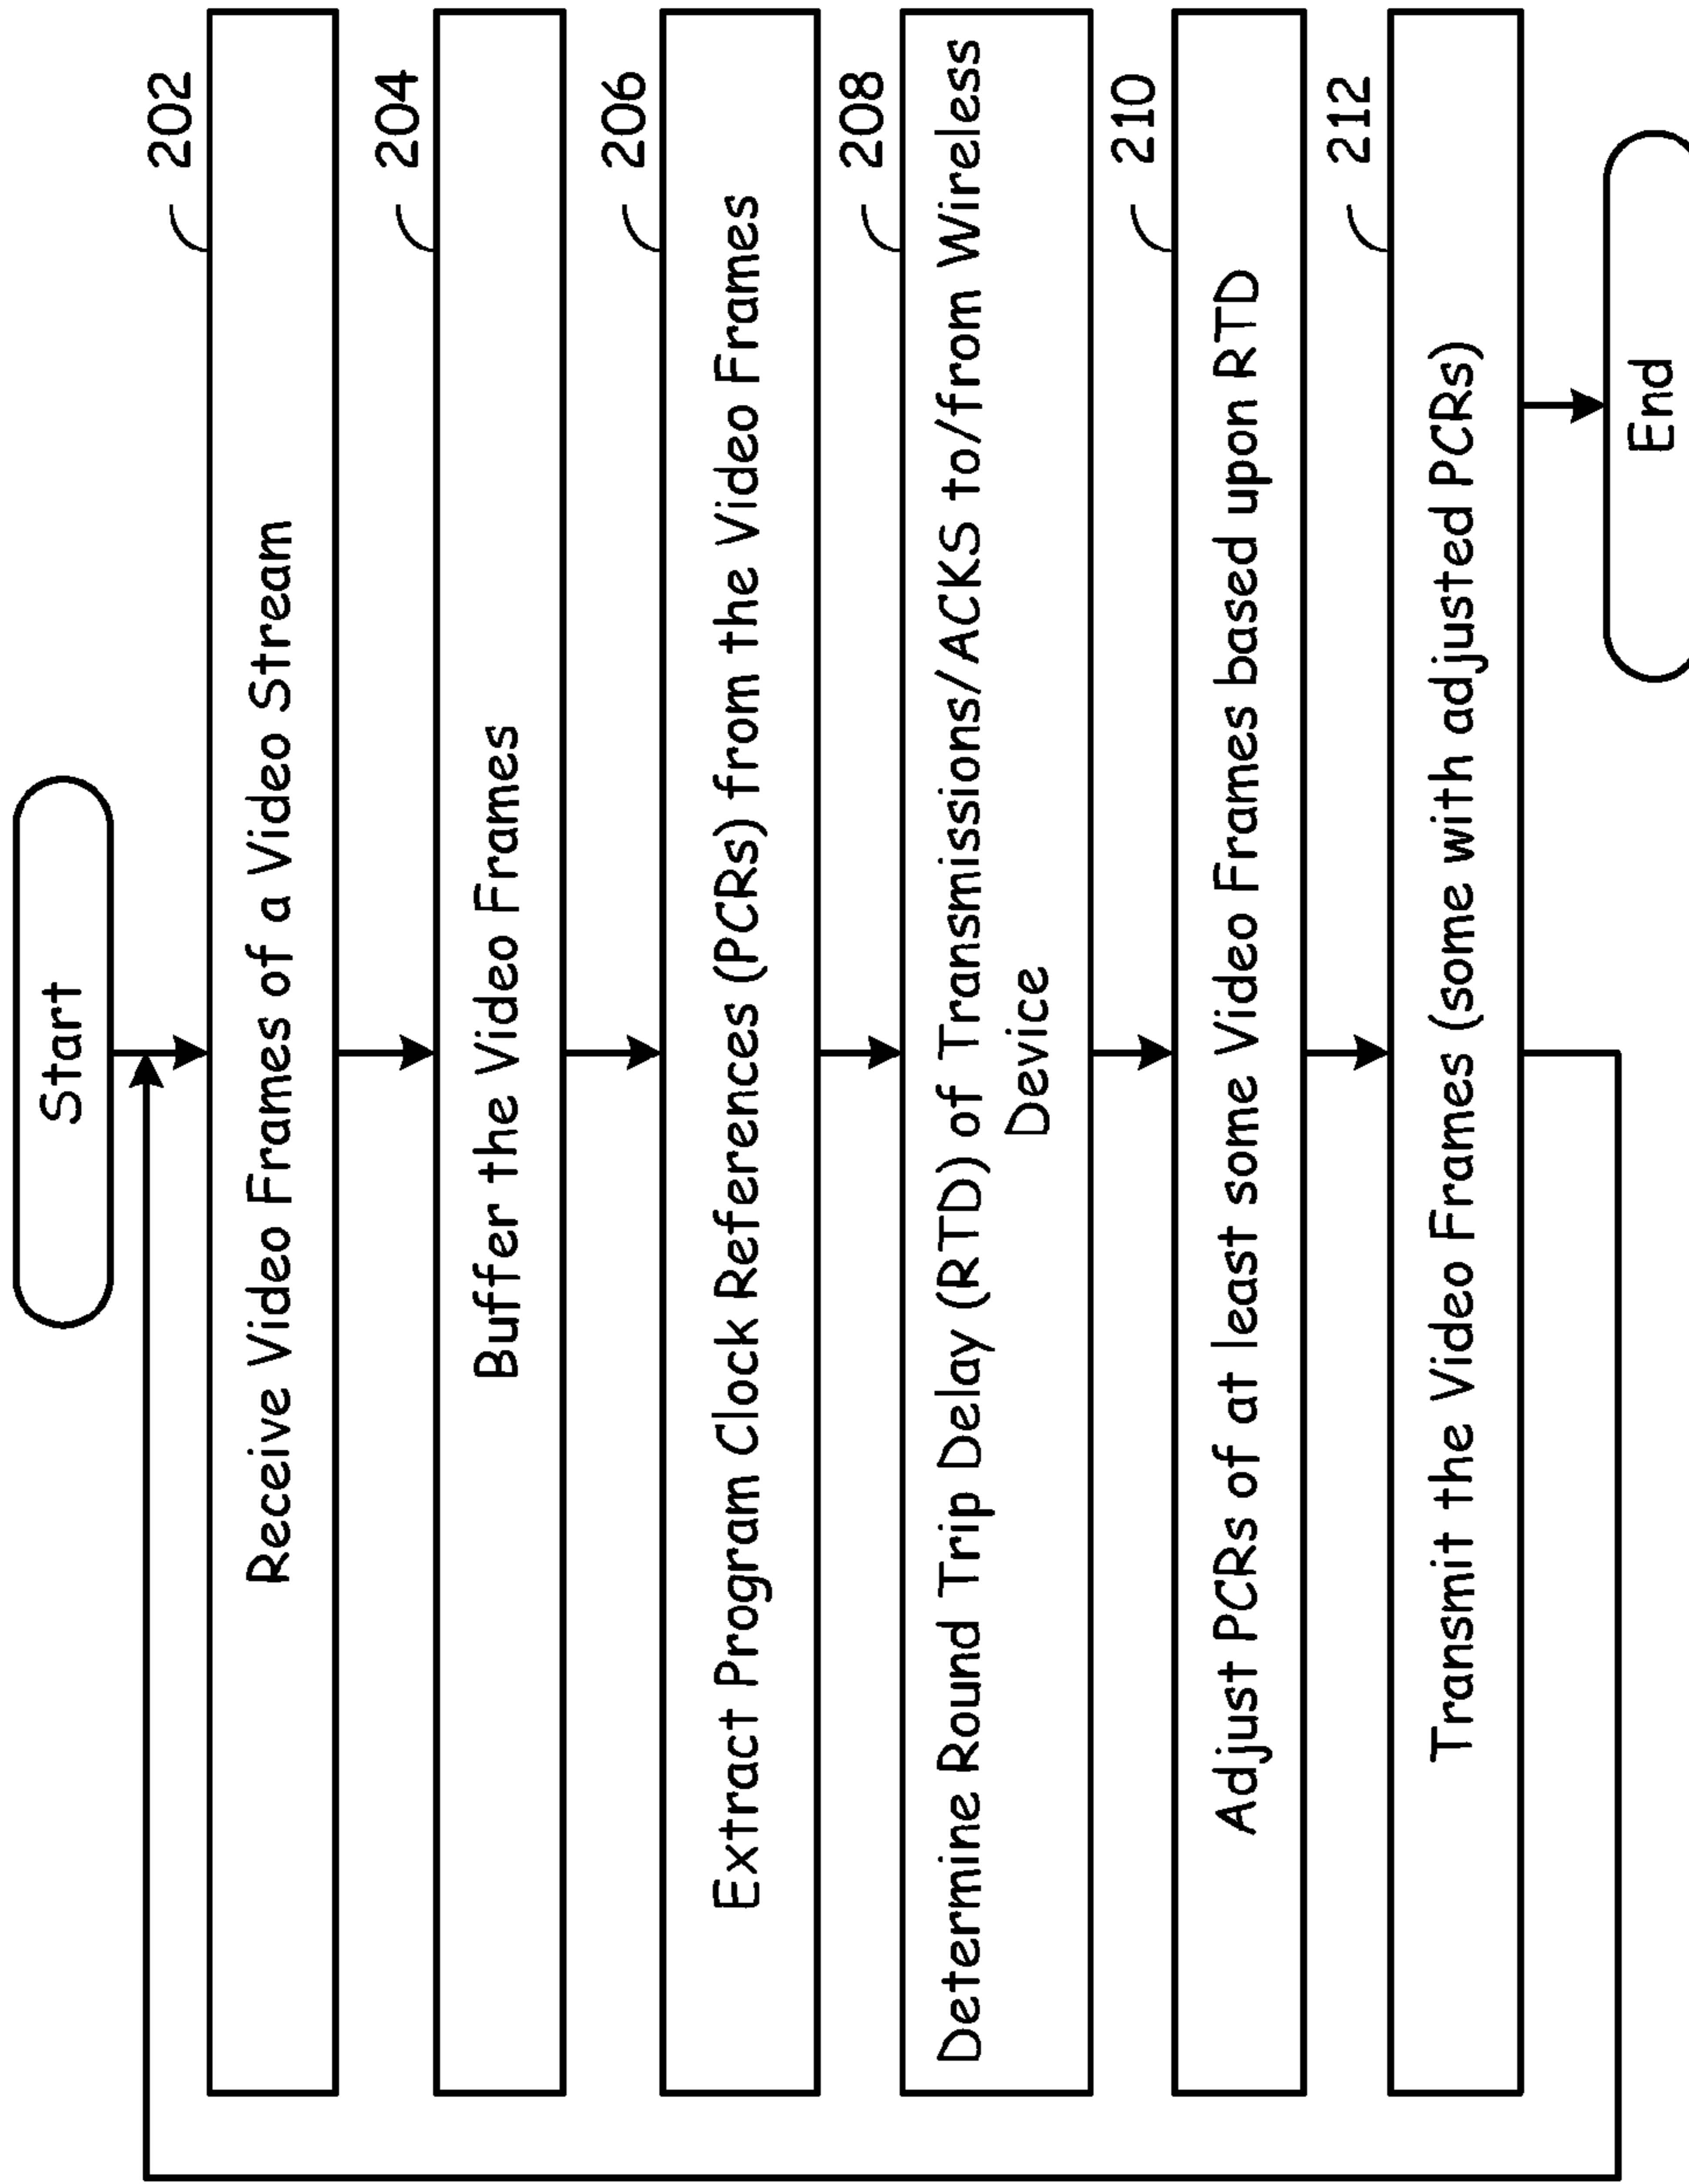 Start
202
Receive Video Frames of a Video Stream
204
Buffer the Video Frames
206
Extract Program Clock References (PCRs) from the Video Frames
208
Determine Round Trip Delay (RTD) of Transmissions/ACKS to/from Wireless
Device
210
Adjust PCRs of at least some Video Frames based upon RTD
212
Transmit the Video Frames (some with adjusted PCRs)
End